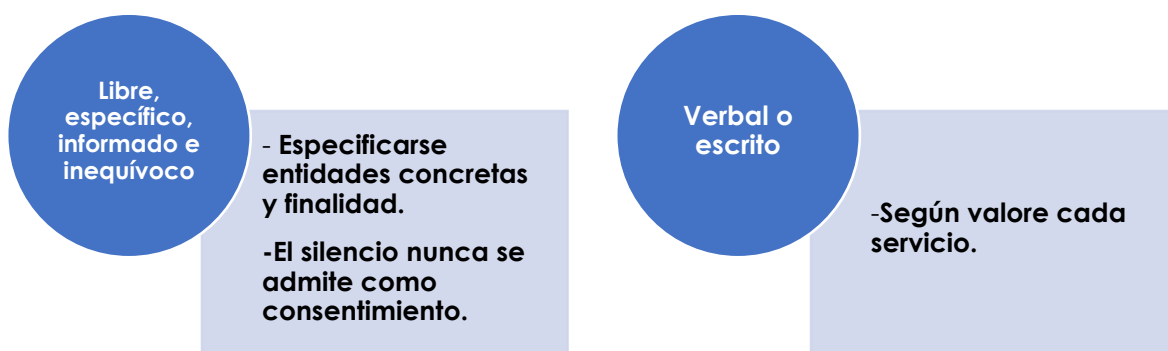 Libre,
específico,
informado e
inequívoco
- Especificarse
entidades concretas
y finalidad.
-El silencio nunca se
admite como
consentimiento.
Verbal o
escrito
-Según valore cada
servicio.